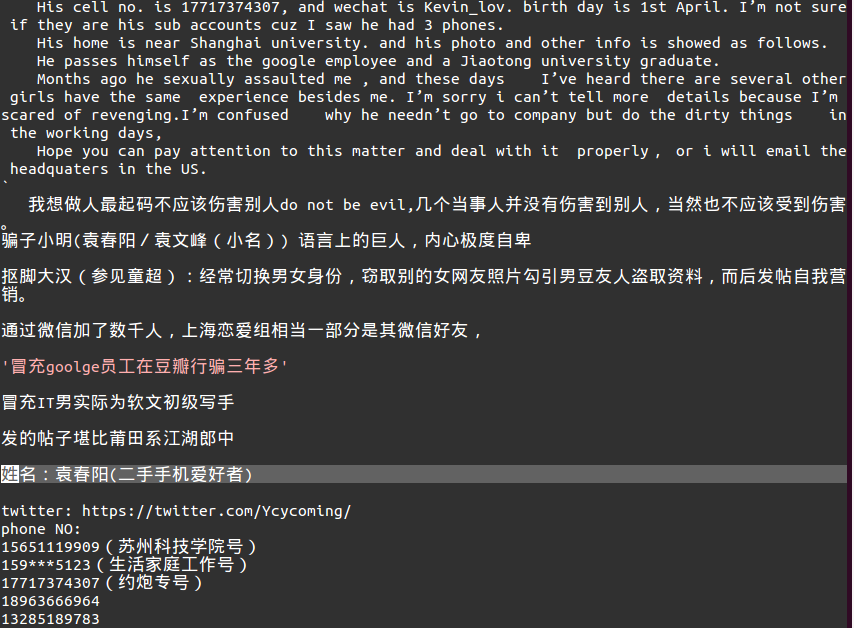 His cell no. is 17717374307, and wechat is Kevin_lov. birth day is 1st April. I’m not sure
if they are his sub accounts cuz I saw he had 3 phones.
His home is near Shanghai university. and his photo and other info is showed as follows.
He passes himself as the google employee and a Jiaotong university graduate.
Months ago he sexually assaulted me , and these days I’ve heard there are several other
girls have the same experience besides me. I’m sorry i can’t tell more details because I’m
scared of revenging.I’m confused why he needn’t go to company but do the dirty things in
the working days,
Hope you can pay attention to this matter and deal with it properly, or i will email the
headquaters in the US.
`
我想做人最起码不应该伤害别人do not be evil,几个当事人并没有伤害到别人，当然也不应该受到伤害
。
骗子小明(袁春阳／袁文峰（小名）) 语言上的巨人，内心极度自卑
抠脚大汉（参见童超）：经常切换男女身份，窃取别的女网友照片勾引男豆友人盗取资料，而后发帖自我营
销。
通过微信加了数千人，上海恋爱组相当一部分是其微信好友，
'冒充goolge员工在豆瓣行骗三年多'
冒充IT男实际为软文初级写手
发的帖子堪比莆田系江湖郎中
姓名：袁春阳(二手手机爱好者)
twitter: https://twitter.com/Ycycoming/
phone NO:
15651119909（苏州科技学院号）
159***5123（生活家庭工作号）
17717374307（约炮专号）
18963666964
13285189783